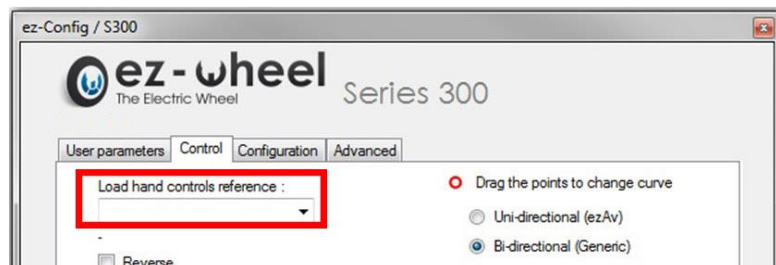 ez-Config / S300
ez-wheel
The Electric Wheel
Series 300
User parameters Control Configuration Advanced
Load hand controls reference :
-
Reverse
Drag the points to change curve
Uni-directional (ezAv)
Bi-directional (Generic)